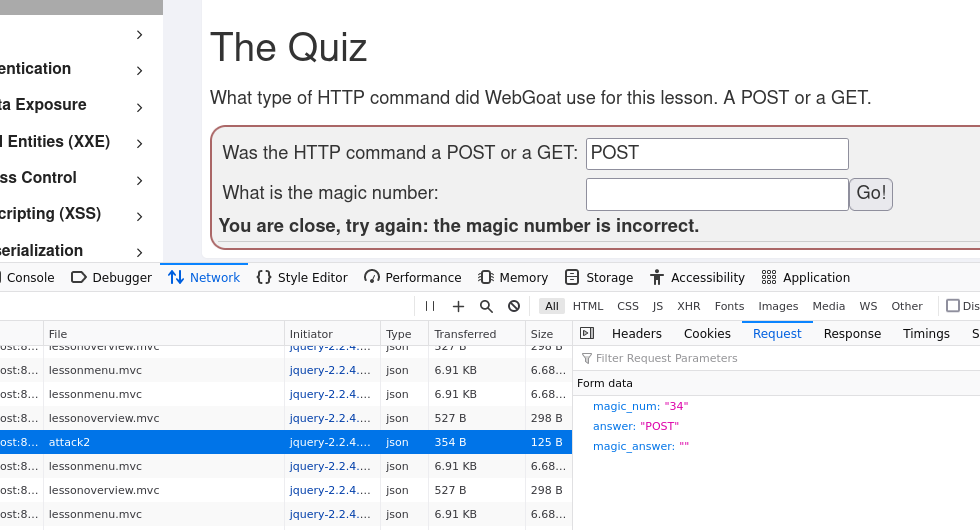 The Quiz
What type of HTTP command did WebGoat use for this lesson. A POST or a GET.
Was the HTTP command a POST or a GET: POST
What is the magic number: Go!
You are close, try again: the magic number is incorrect.
entication
ta Exposure
l Entities (XXE)
ss Control
cripting (XSS)
serialization
Console Debugger Network Style Editor Performance Memory Storage Accessibility Application
All HTML CSS JS XHR Fonts Images Media WS Other Dis
File Initiator Type Transferred Size
ost:8... lessonoverview.mvc jquery-2.2.4.... json 527 B 298 B
ost:8... lessonmenu.mvc jquery-2.2.4.... json 6.91 KB 6.68...
ost:8... lessonmenu.mvc jquery-2.2.4.... json 6.91 KB 6.68...
ost:8... lessonoverview.mvc jquery-2.2.4.... json 527 B 298 B
ost:8... attack2 jquery-2.2.4.... json 354 B 125 B
ost:8... lessonmenu.mvc jquery-2.2.4.... json 6.91 KB 6.68...
ost:8... lessonoverview.mvc jquery-2.2.4.... json 527 B 298 B
ost:8... lessonmenu.mvc jquery-2.2.4.... json 6.91 KB 6.68...
Headers Cookies Request Response Timings S
Filter Request Parameters
Form data
magic_num: "34"
answer: "POST"
magic_answer: ""